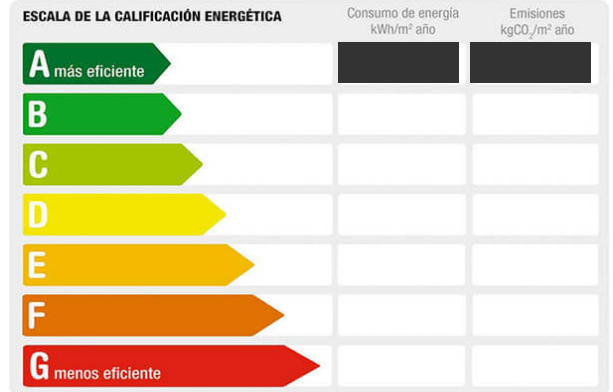 ESCALA DE LA CALIFICACIÓN ENERGÉTICA
Consumo de energía
kWh/m² año
Emisiones
kgCO₂/m² año
A más eficiente
B
C
D
E
F
G menos eficiente